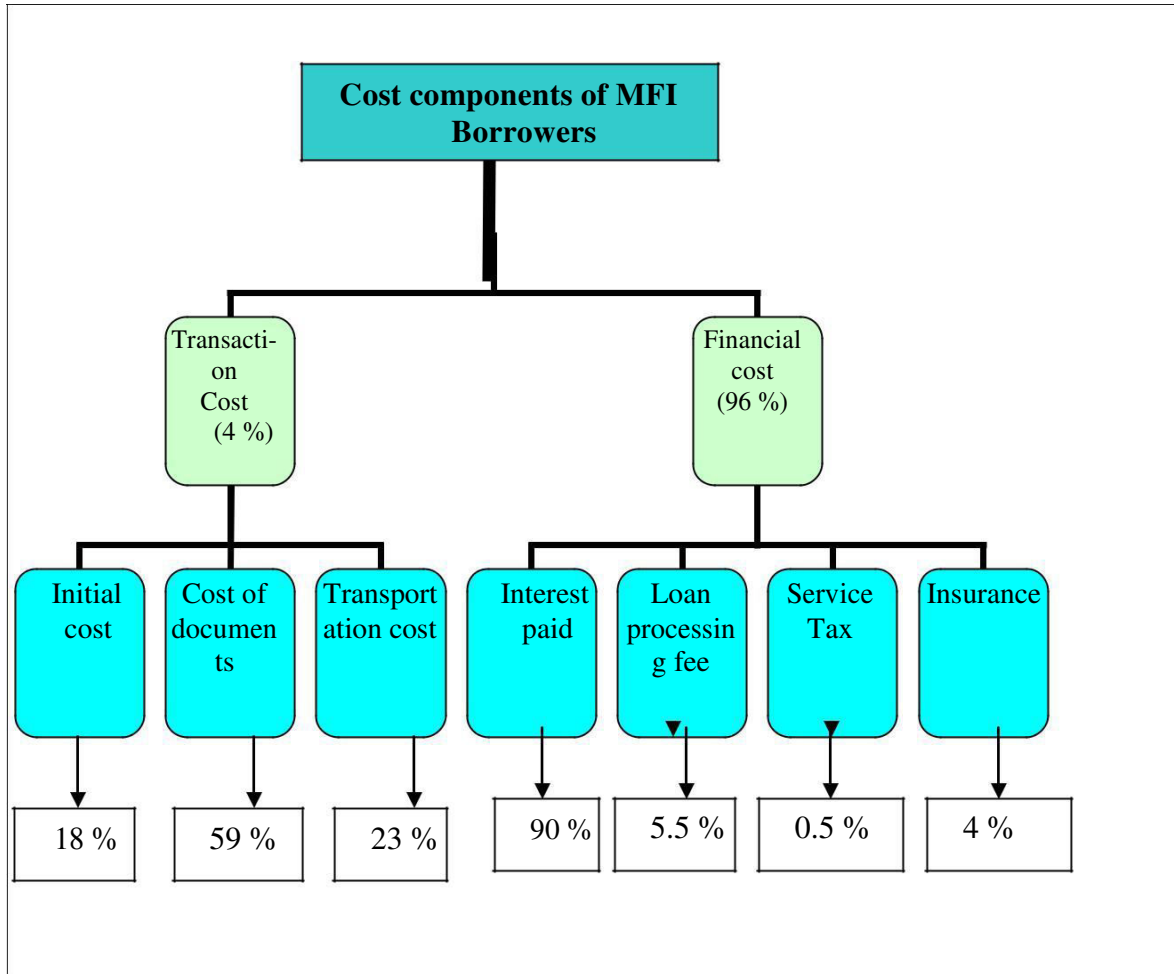 Cost components of MFI
Borrowers
Transacti-
on
Cost
(4 %)
Financial
cost
(96 %)
Initial
cost
Cost of
documen
ts
Transport
ation cost
Interest
paid
Loan
processin
g fee
Service
Tax
Insurance
18 %
59 %
23 %
90 %
5.5 %
0.5 %
4 %